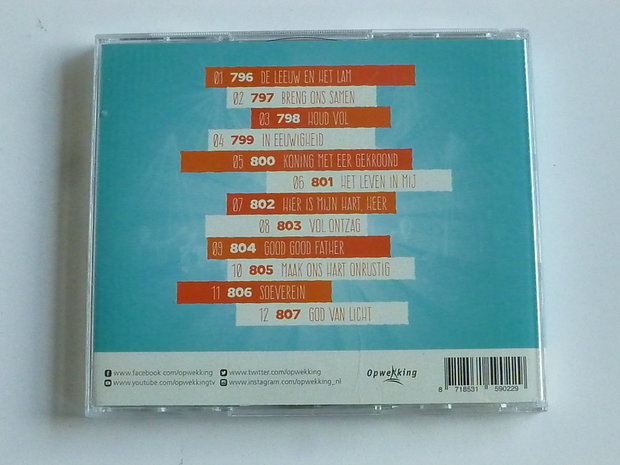 01 796 DE LEEUW EN HET LAM
02 797 BRENG ONS SAMEN
03 798 HOUD VOL
04 799 IN EEUWIGHEID
05 800 KONING MET EER GEKROOND
06 801 HET LEVEN IN MIJ
07 802 HIER IS MIJN HART, HEER
08 803 VOL ONTZAG
09 804 GOOD GOOD FATHER
10 805 MAAK ONS HART ONRUSTIG
11 806 SOEVEREIN
12 807 GOD VAN LICHT
www.facebook.com/opwekking www.twitter.com/opwekking
www.youtube.com/opwekkingtv www.instagram.com/opwekking_nl
Opwekking
8 718531 590229